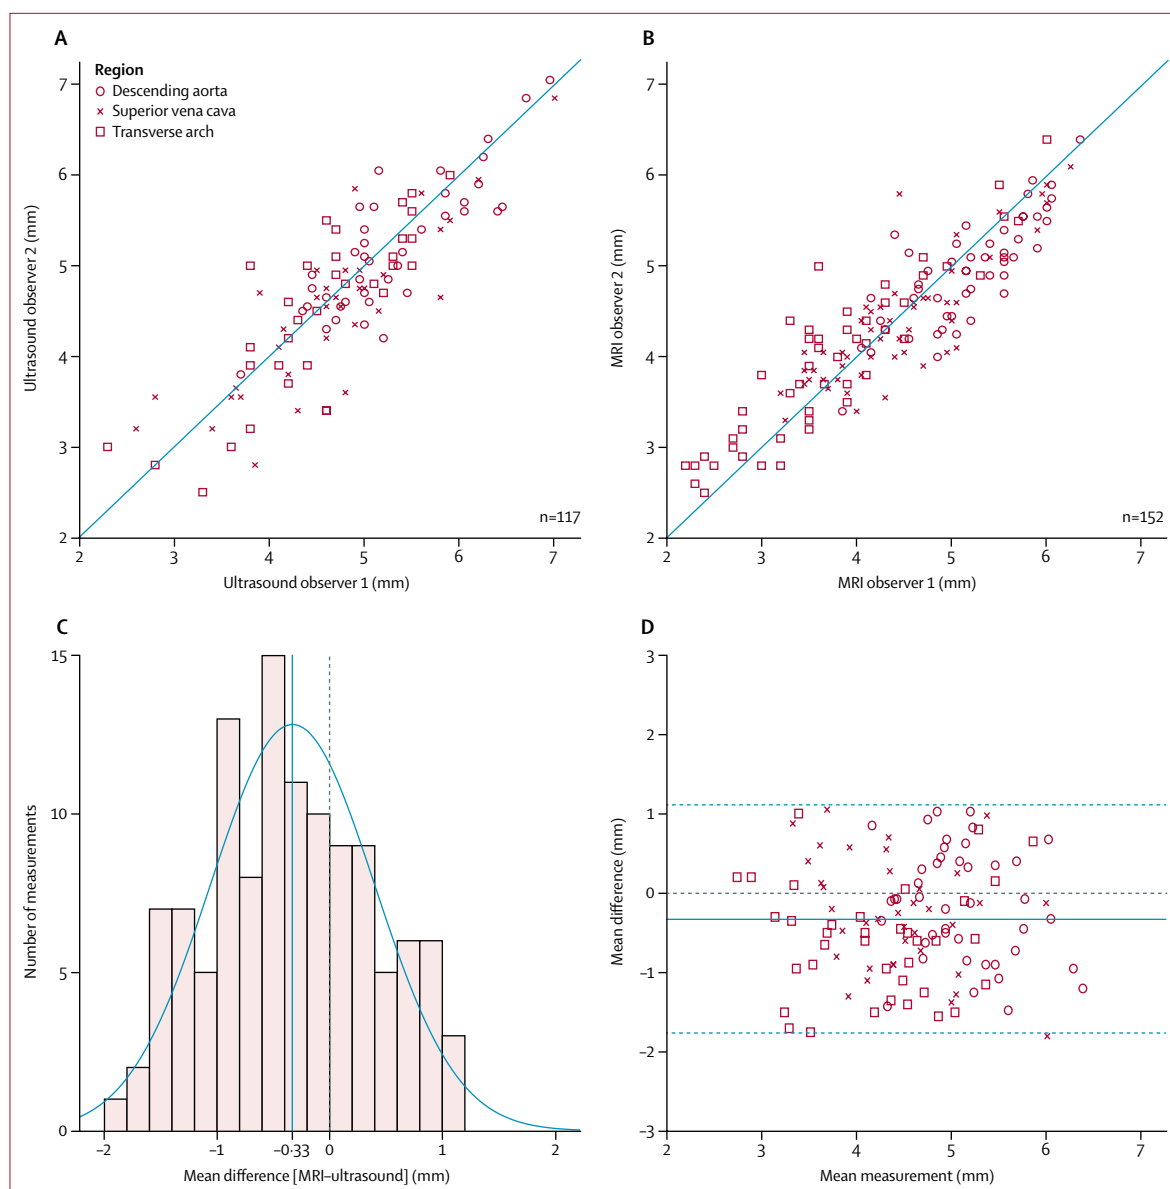 A
Region
Descending aorta
Superior vena cava
Transverse arch
Ultrasound observer 2 (mm)
7
6
5
4
3
2
n=117
2 3 4 5 6 7
Ultrasound observer 1 (mm)
B
MRI observer 2 (mm)
7
6
5
4
3
2
n=152
2 3 4 5 6 7
MRI observer 1 (mm)
C
Number of measurements
15
10
5
0
–2 –1 –0·33 0 1 2
Mean difference [MRI–ultrasound] (mm)
D
Mean difference (mm)
3
2
1
0
–1
–2
–3
2 3 4 5 6 7
Mean measurement (mm)